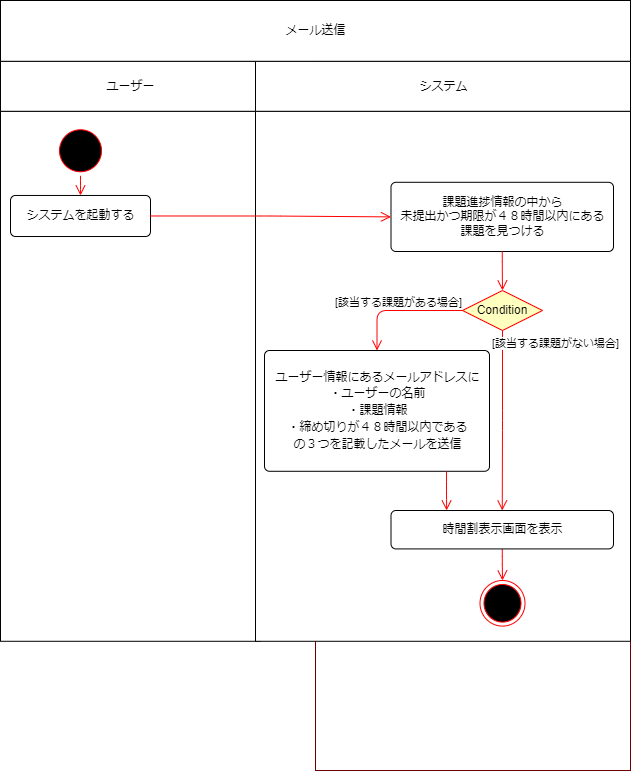 メール送信
ユーザー
システム
システムを起動する
課題進捗情報の中から
未提出かつ期限が４８時間以内にある
課題を見つける
Condition
[該当する課題がある場合]
[該当する課題がない場合]
ユーザー情報にあるメールアドレスに
・ユーザーの名前
・課題情報
・締め切りが４８時間以内である
の３つを記載したメールを送信
時間割表示画面を表示